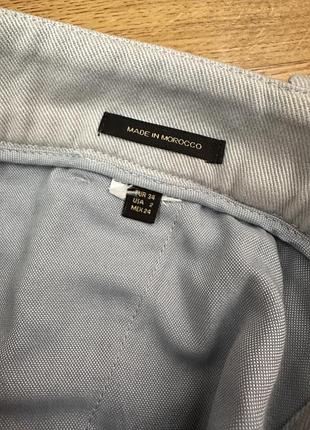 MADE IN MOROCCO
EUR 34
USA 2
MEX 24